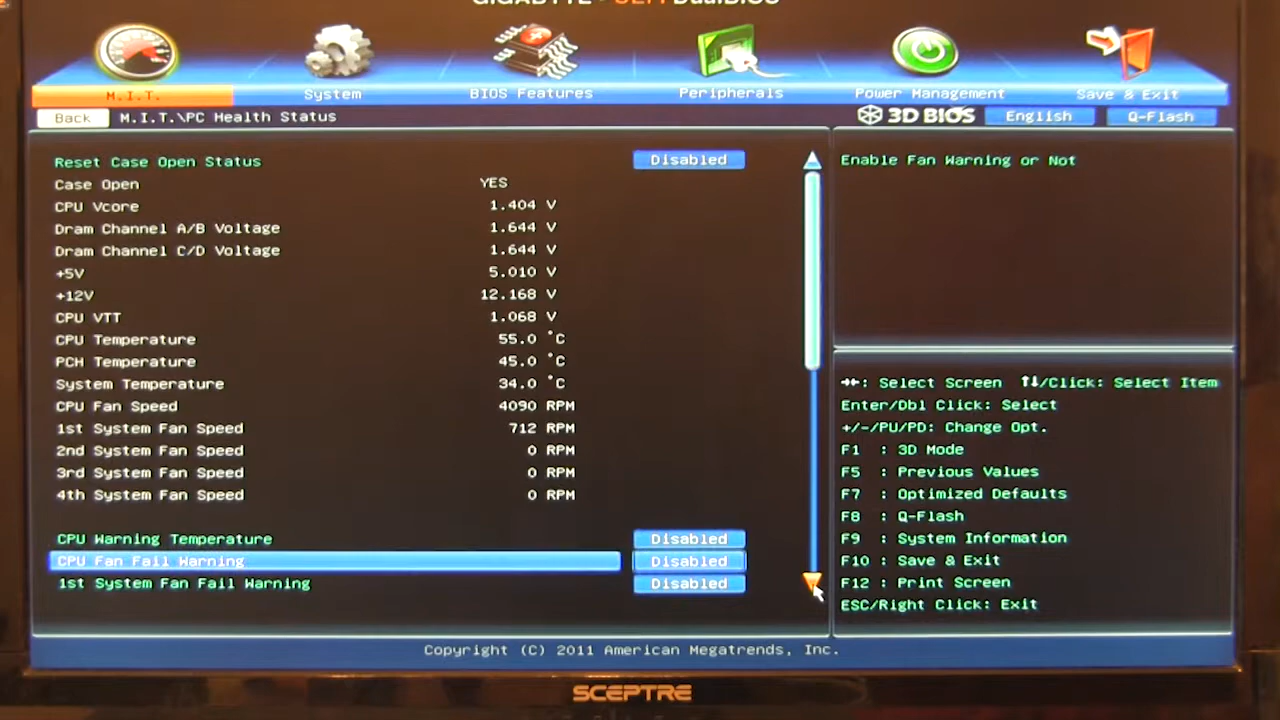 GIGABYTE - UEFI DualBIOS
M.I.T. System BIOS Features Peripherals Power Management Save & Exit
Back M.I.T.\PC Health Status 3D BIOS English Q-Flash
Reset Case Open Status Disabled
Case Open YES
CPU Vcore 1.404 V
Dram Channel A/B Voltage 1.644 V
Dram Channel C/D Voltage 1.644 V
+5V 5.010 V
+12V 12.168 V
CPU VTT 1.068 V
CPU Temperature 55.0 °C
PCH Temperature 45.0 °C
System Temperature 34.0 °C
CPU Fan Speed 4090 RPM
1st System Fan Speed 712 RPM
2nd System Fan Speed 0 RPM
3rd System Fan Speed 0 RPM
4th System Fan Speed 0 RPM
CPU Warning Temperature Disabled
CPU Fan Fail Warning Disabled
1st System Fan Fail Warning Disabled
Enable Fan Warning or Not
→←: Select Screen ↑↓/Click: Select Item
Enter/Dbl Click: Select
+/-/PU/PD: Change Opt.
F1 : 3D Mode
F5 : Previous Values
F7 : Optimized Defaults
F8 : Q-Flash
F9 : System Information
F10 : Save & Exit
F12 : Print Screen
ESC/Right Click: Exit
Copyright (C) 2011 American Megatrends, Inc.
SCEPTRE